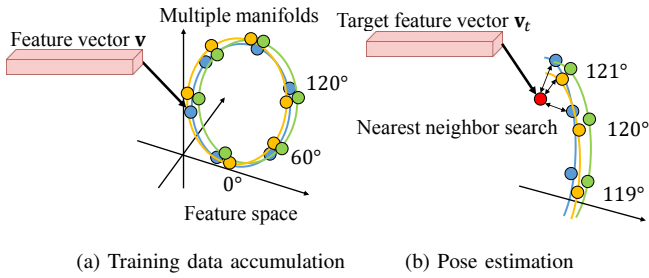 Multiple manifolds
Feature vector v
120°
60°
0°
Feature space
(a) Training data accumulation
Target feature vector v_t
121°
Nearest neighbor search
120°
119°
(b) Pose estimation